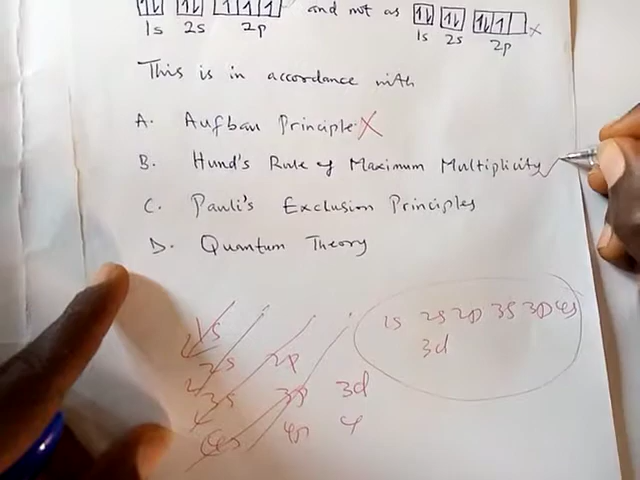 1s 2s 2p and not as 1s 2s 2p
This is in accordance with
A. Aufbau Principle.
B. Hund's Rule of Maximum Multiplicity
C. Pauli's Exclusion Principles
D. Quantum Theory
1s 2s 2p 3s 3p 4s
3d
1s
2s 2p
3s 3p 3d
4s 4p 4